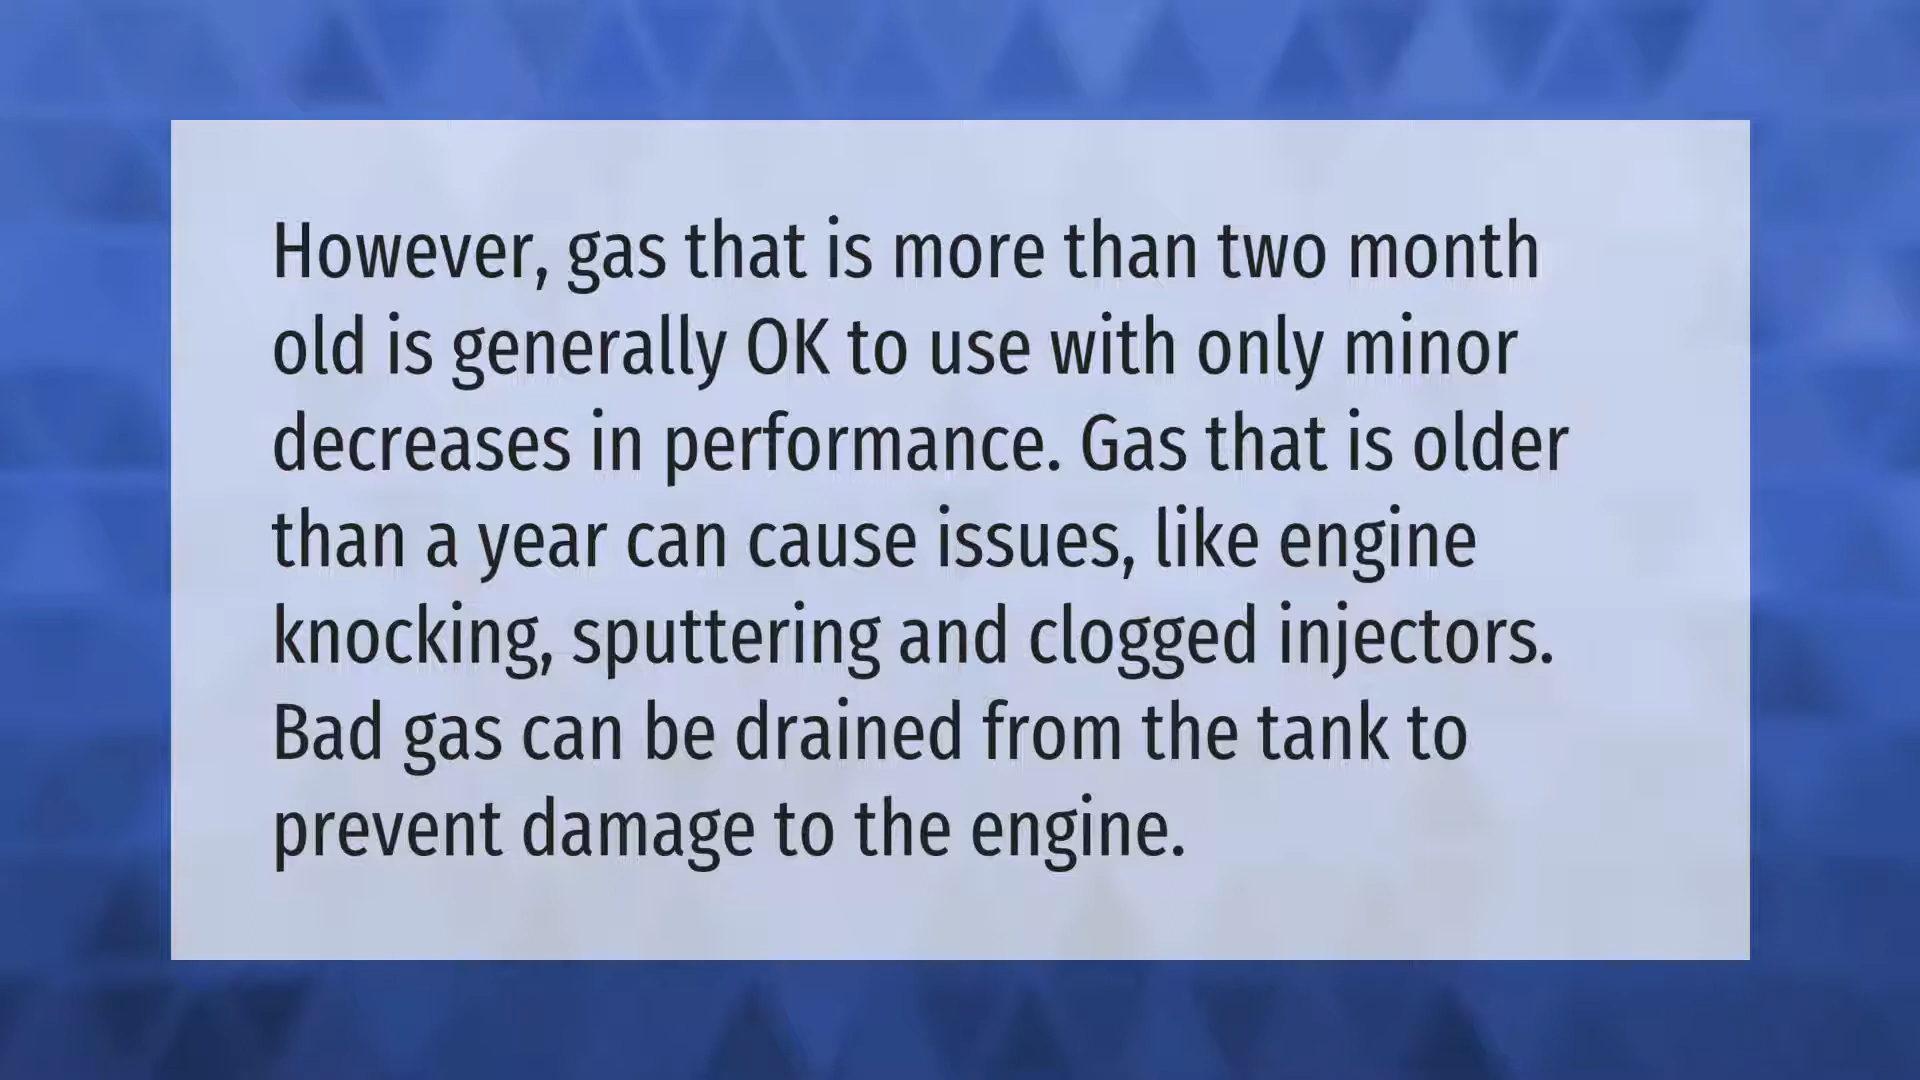 However, gas that is more than two month
old is generally OK to use with only minor
decreases in performance. Gas that is older
than a year can cause issues, like engine
knocking, sputtering and clogged injectors.
Bad gas can be drained from the tank to
prevent damage to the engine.